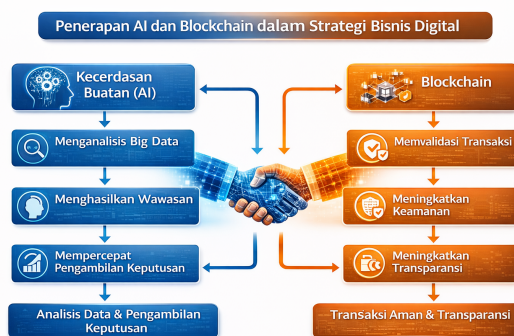 Penerapan AI dan Blockchain dalam Strategi Bisnis Digital
Kecerdasan
Buatan (AI)
Menganalisis Big Data
Menghasilkan Wawasan
Mempercepat
Pengambilan Keputusan
Analisis Data & Pengambilan
Keputusan
Blockchain
Memvalidasi Transaksi
Meningkatkan
Keamanan
Meningkatkan
Transparansi
Transaksi Aman & Transparansi